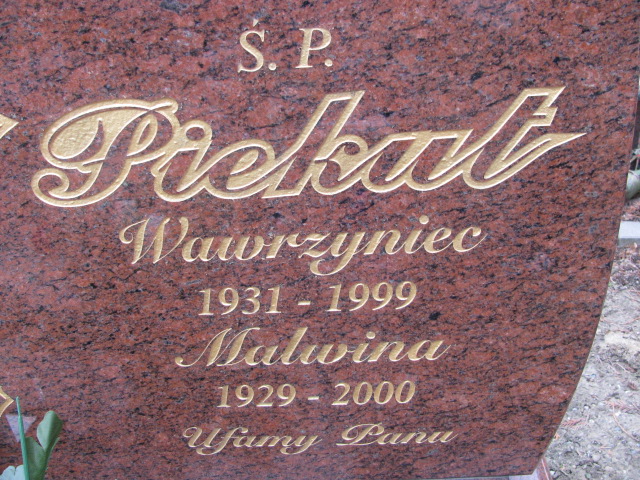 Ś. P.
Piekut
Wawrzyniec
1931 - 1999
Malwina
1929 - 2000
Ufamy Panu